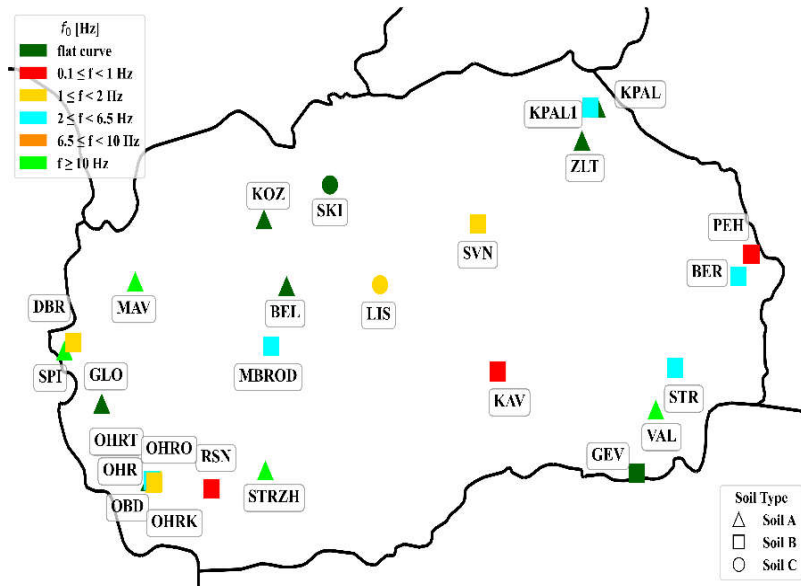 f₀ [Hz]
flat curve
0.1 ≤ f < 1 Hz
1 ≤ f < 2 Hz
2 ≤ f < 6.5 Hz
6.5 ≤ f < 10 Hz
f ≥ 10 Hz
KPAL
KPAL1
ZLT
KOZ
SKI
SVN
PEH
BER
DBR
MAV
BEL
LIS
SPI
GLO
MBROD
KAV
STR
VAL
OHRT
OHRO
RSN
OHR
GEV
OBD
STRZH
OHRK
Soil Type
Soil A
Soil B
Soil C